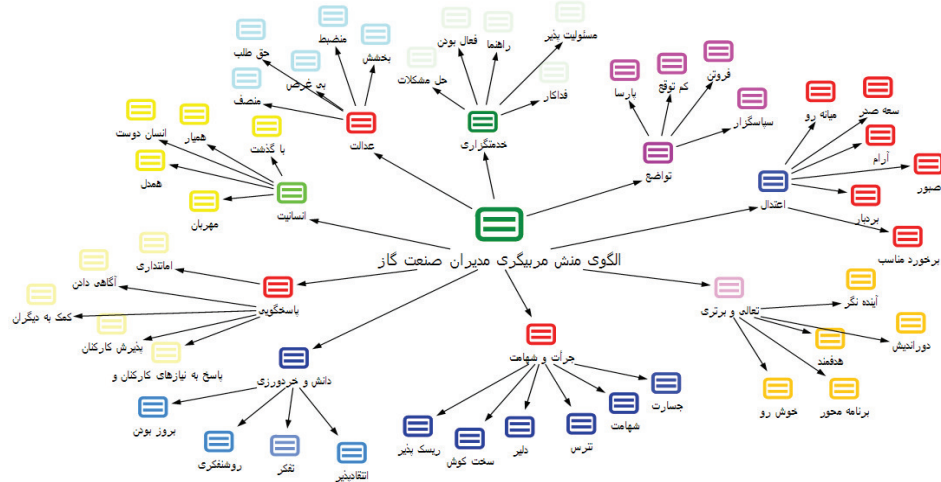 الگوی منش مربیگری مدیران صنعت گاز
عدالت
حق طلب
منضبط
بخشش
بی غرض
منصف
خدمتگزاری
فعال بودن
راهنما
مسئولیت پذیر
حل مشکلات
فداکار
تواضع
پارسا
کم توقع
فروتن
سپاسگزار
اعتدال
میانه رو
سعه صدر
آرام
صبور
بردبار
برخورد مناسب
انسانیت
انسان دوست
همیار
با گذشت
همدل
مهربان
پاسخگویی
امانتداری
آگاهی دادن
کمک به دیگران
پذیرش کارکنان
پاسخ به نیازهای کارکنان و
دانش و خردورزی
بروز بودن
روشنفکری
تفکر
انتقادپذیر
جرأت و شهامت
ریسک پذیر
سخت کوش
دلیر
نترس
شهامت
جسارت
تعالی و برتری
آینده نگر
دوراندیش
هدفمند
برنامه محور
خوش رو